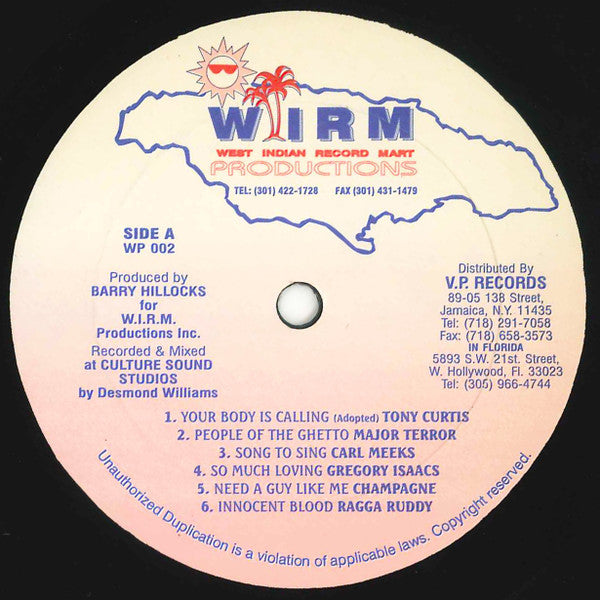 WIRM
WEST INDIAN RECORD MART
PRODUCTIONS
TEL: (301) 422-1728 FAX (301) 431-1479
SIDE A
WP 002
Produced by
BARRY HILLOCKS
for
W.I.R.M.
Productions Inc.
Recorded & Mixed
at CULTURE SOUND
STUDIOS
by Desmond Williams
Distributed By
V.P. RECORDS
89-05 138 Street,
Jamaica, N.Y. 11435
Tel: (718) 291-7058
Fax: (718) 658-3573
IN FLORIDA
5893 S.W. 21st. Street,
W. Hollywood, Fl. 33023
Tel: (305) 966-4744
1. YOUR BODY IS CALLING (Adopted) TONY CURTIS
2. PEOPLE OF THE GHETTO MAJOR TERROR
3. SONG TO SING CARL MEEKS
4. SO MUCH LOVING GREGORY ISAACS
5. NEED A GUY LIKE ME CHAMPAGNE
6. INNOCENT BLOOD RAGGA RUDDY
Unauthorized Duplication is a violation of applicable laws. Copyright reserved.